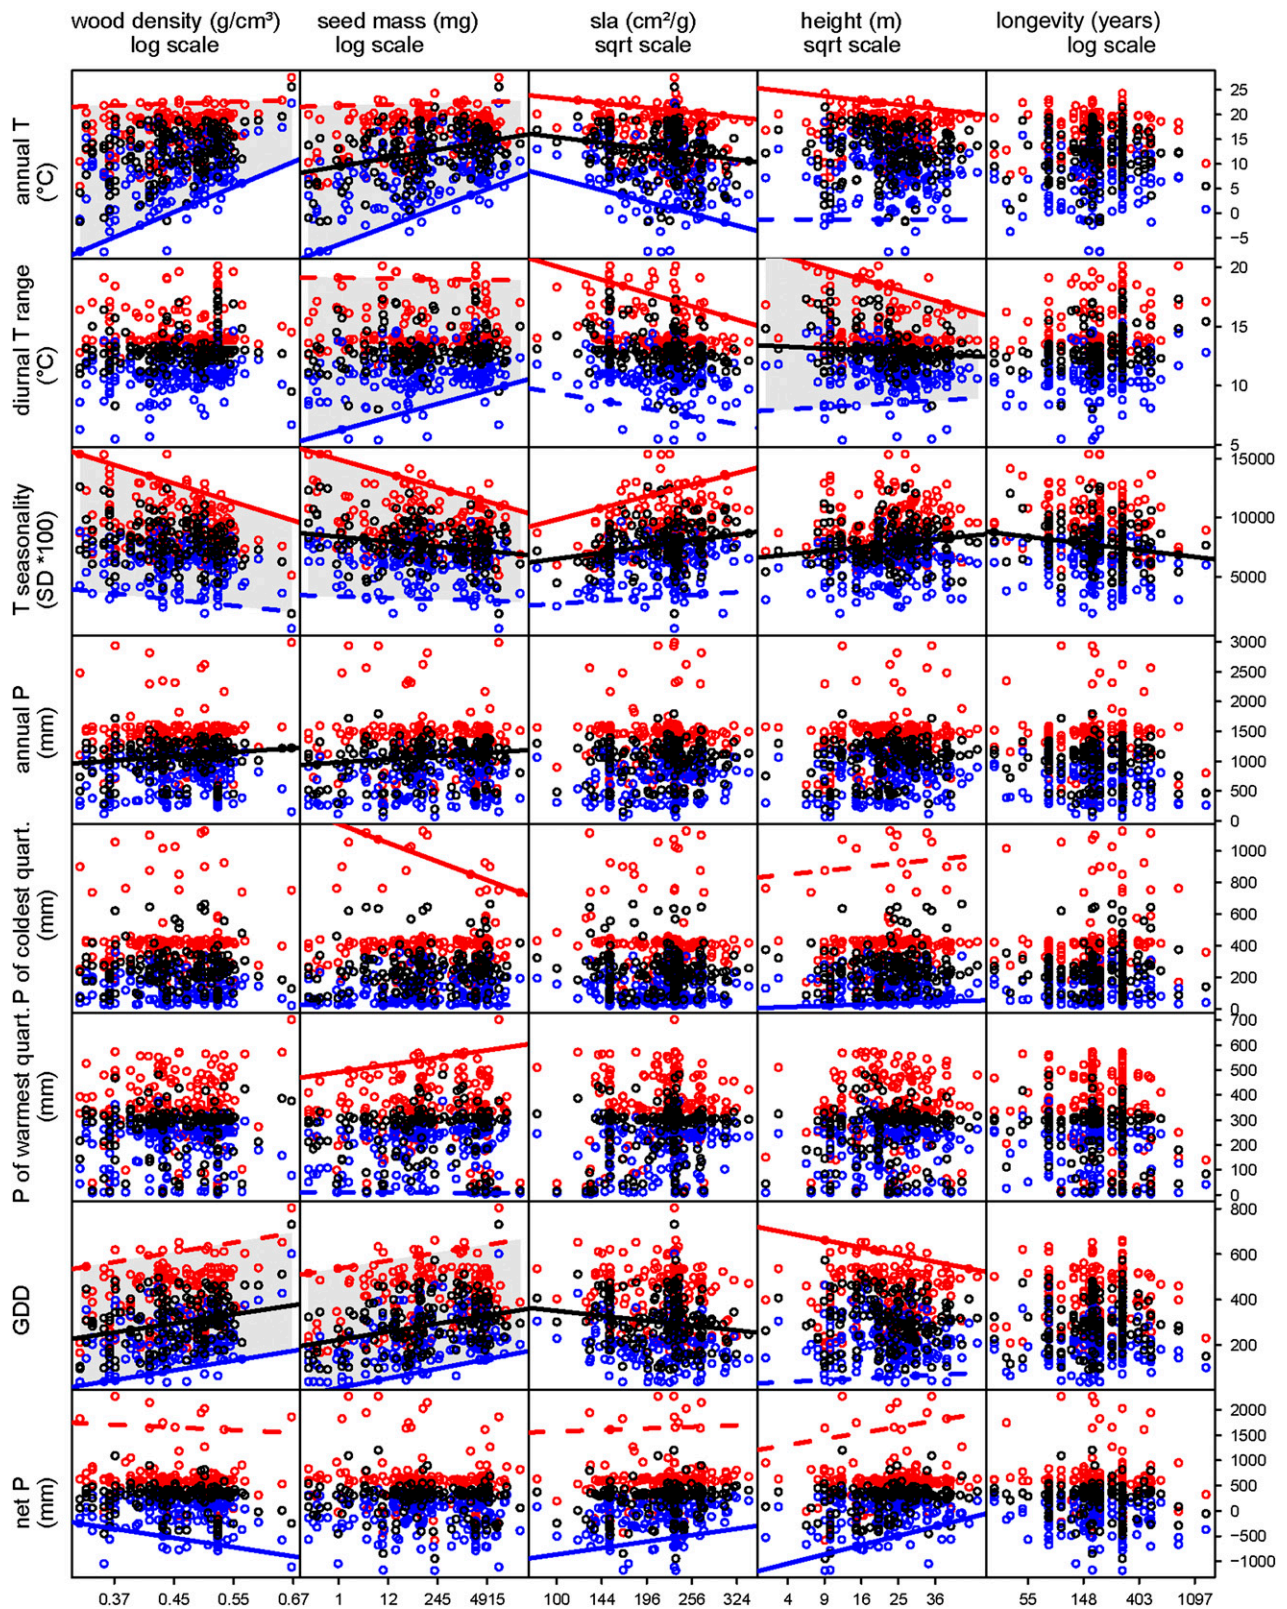 wood density (g/cm³) seed mass (mg) sla (cm²/g) height (m) longevity (years)
log scale log scale sqrt scale sqrt scale log scale
annual T
(°C)
25
20
15
10
5
0
−5
diurnal T range
(°C)
20
15
10
5
T seasonality
(SD *100)
15000
10000
5000
annual P
(mm)
3000
2500
2000
1500
1000
500
0
P of coldest quart.
(mm)
1000
800
600
400
200
0
P of warmest quart.
(mm)
700
600
500
400
300
200
100
0
GDD
800
600
400
200
net P
(mm)
2000
1500
1000
500
0
−500
−1000
0.37 0.45 0.55 0.67 1 12 245 4915 100 144 196 256 324 4 9 16 25 36 55 148 403 1097